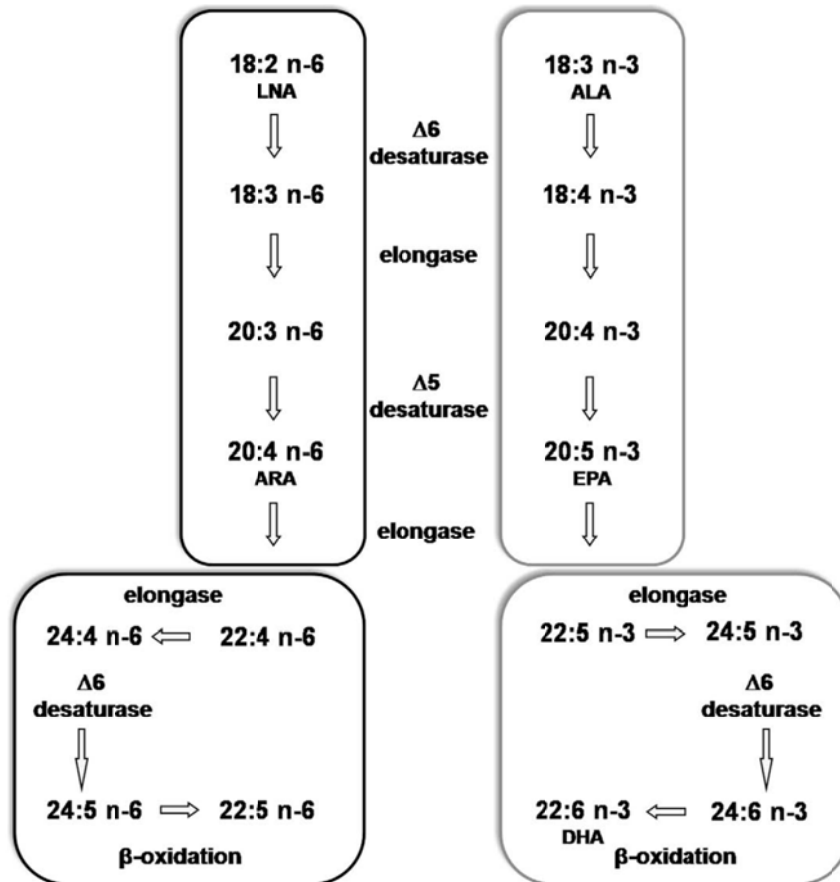 18:2 n-6
LNA
18:3 n-3
ALA
Δ6
desaturase
18:3 n-6
18:4 n-3
elongase
20:3 n-6
20:4 n-3
Δ5
desaturase
20:4 n-6
ARA
20:5 n-3
EPA
elongase
elongase
24:4 n-6
22:4 n-6
Δ6
desaturase
24:5 n-6
22:5 n-6
β-oxidation
elongase
22:5 n-3
24:5 n-3
Δ6
desaturase
22:6 n-3
DHA
24:6 n-3
β-oxidation